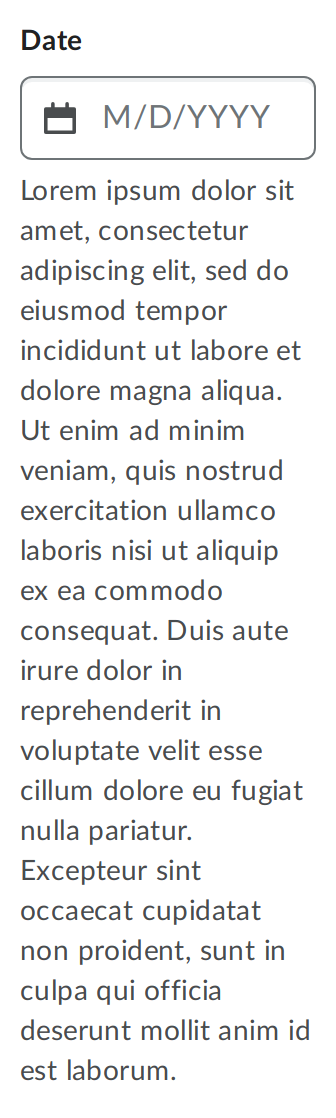 Date
M/D/YYYY
Lorem ipsum dolor sit
amet, consectetur
adipiscing elit, sed do
eiusmod tempor
incididunt ut labore et
dolore magna aliqua.
Ut enim ad minim
veniam, quis nostrud
exercitation ullamco
laboris nisi ut aliquip
ex ea commodo
consequat. Duis aute
irure dolor in
reprehenderit in
voluptate velit esse
cillum dolore eu fugiat
nulla pariatur.
Excepteur sint
occaecat cupidatat
non proident, sunt in
culpa qui officia
deserunt mollit anim id
est laborum.